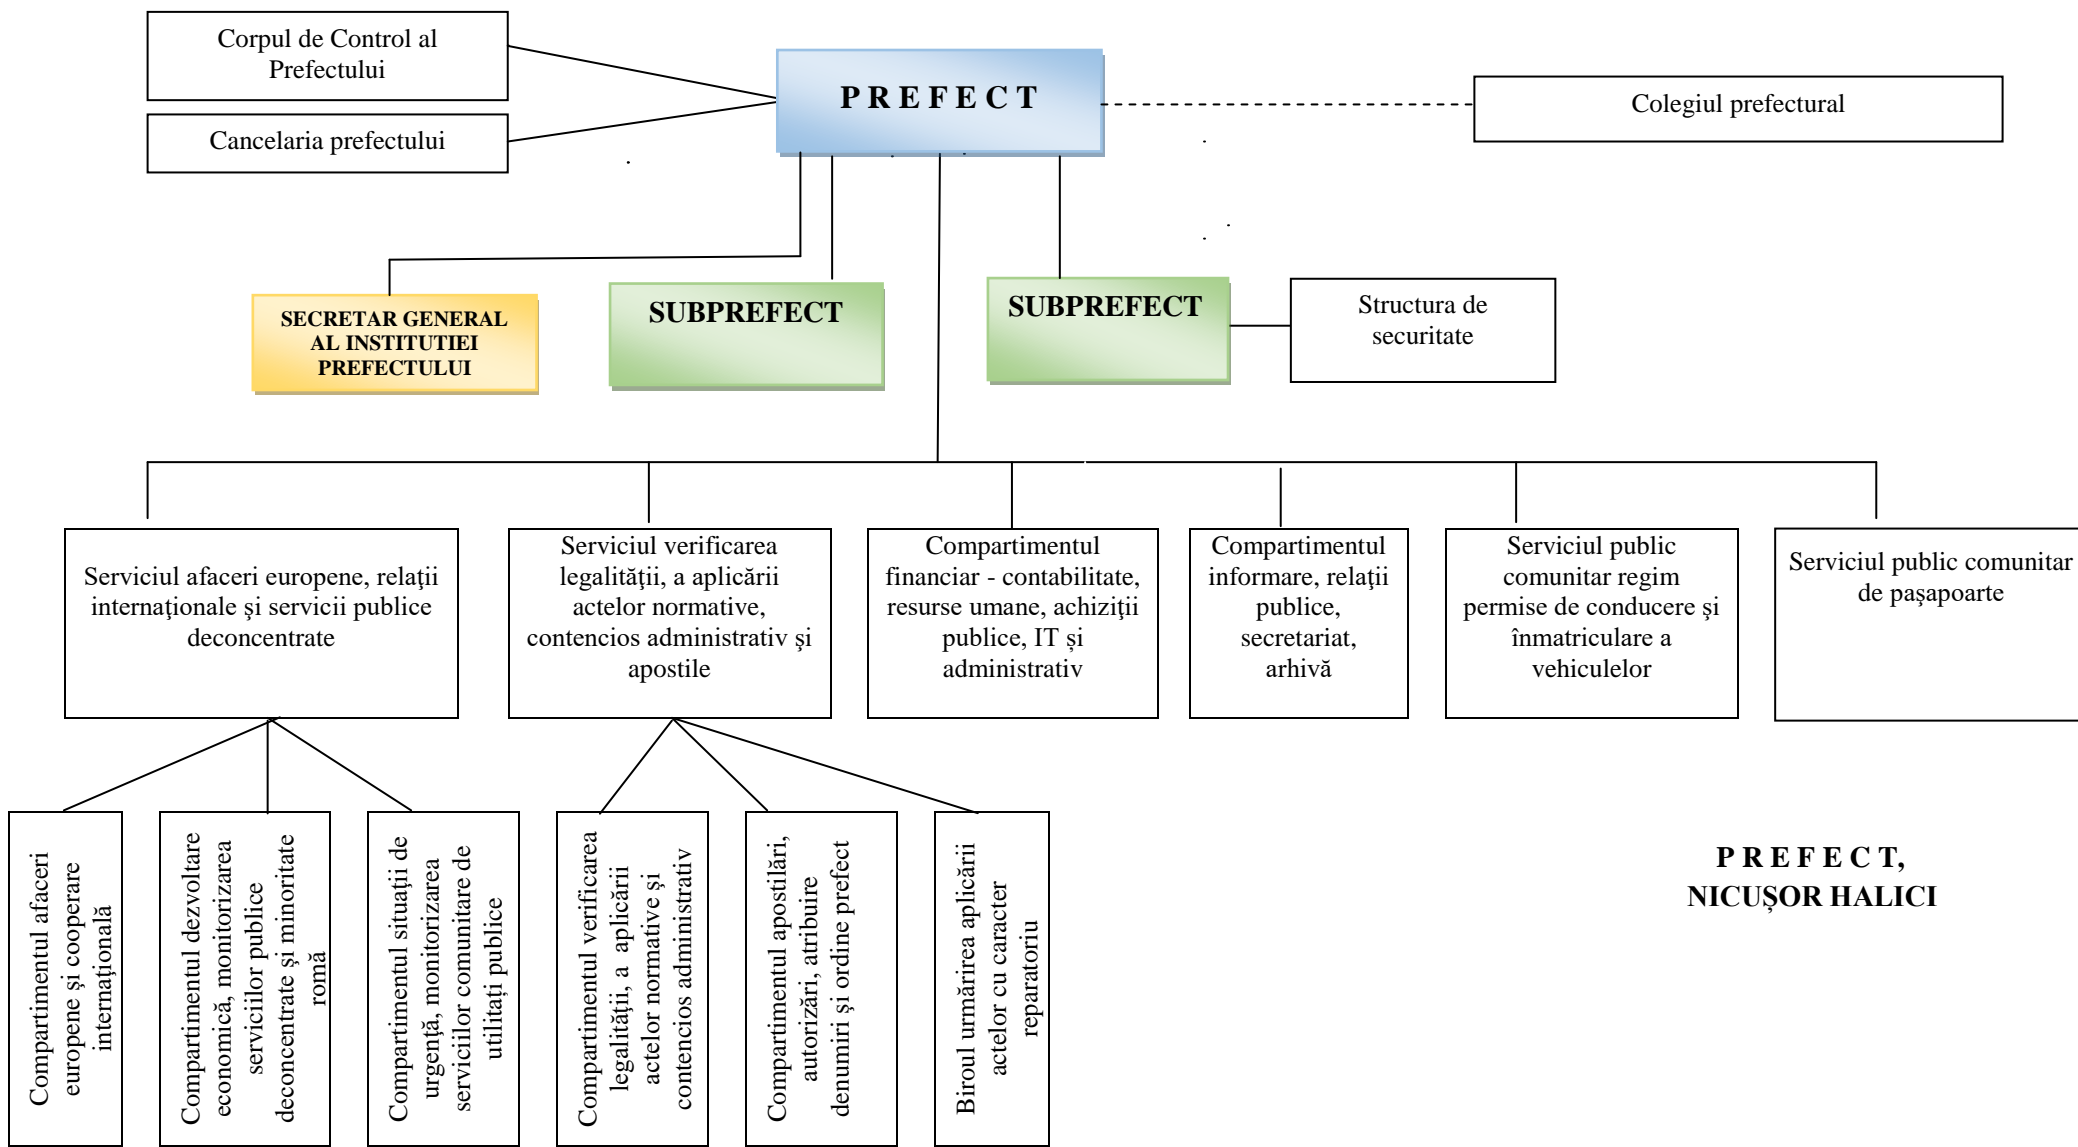 Corpul de Control al
Prefectului
Cancelaria prefectului
P R E F E C T
Colegiul prefectural
SECRETAR GENERAL
AL INSTITUTIEI
PREFECTULUI
SUBPREFECT
SUBPREFECT
Structura de
securitate
Serviciul afaceri europene, relaţii
internaţionale şi servicii publice
deconcentrate
Serviciul verificarea
legalităţii, a aplicării
actelor normative,
contencios administrativ şi
apostile
Compartimentul
financiar - contabilitate,
resurse umane, achiziţii
publice, IT și
administrativ
Compartimentul
informare, relaţii
publice,
secretariat,
arhivă
Serviciul public
comunitar regim
permise de conducere şi
înmatriculare a
vehiculelor
Serviciul public comunitar
de paşapoarte
Compartimentul afaceri
europene şi cooperare
internaţională
Compartimentul dezvoltare
economică, monitorizarea
serviciilor publice
deconcentrate şi minoritate
romă
Compartimentul situaţii de
urgenţă, monitorizarea
serviciilor comunitare de
utilitați publice
Compartimentul verificarea
legalităţii, a  aplicării
actelor normative şi
contencios administrativ
Compartimentul apostilări,
autorizări, atribuire
denumiri şi ordine prefect
Biroul urmărirea aplicării
actelor cu caracter
reparatoriu
P R E F E C T,
NICUȘOR HALICI